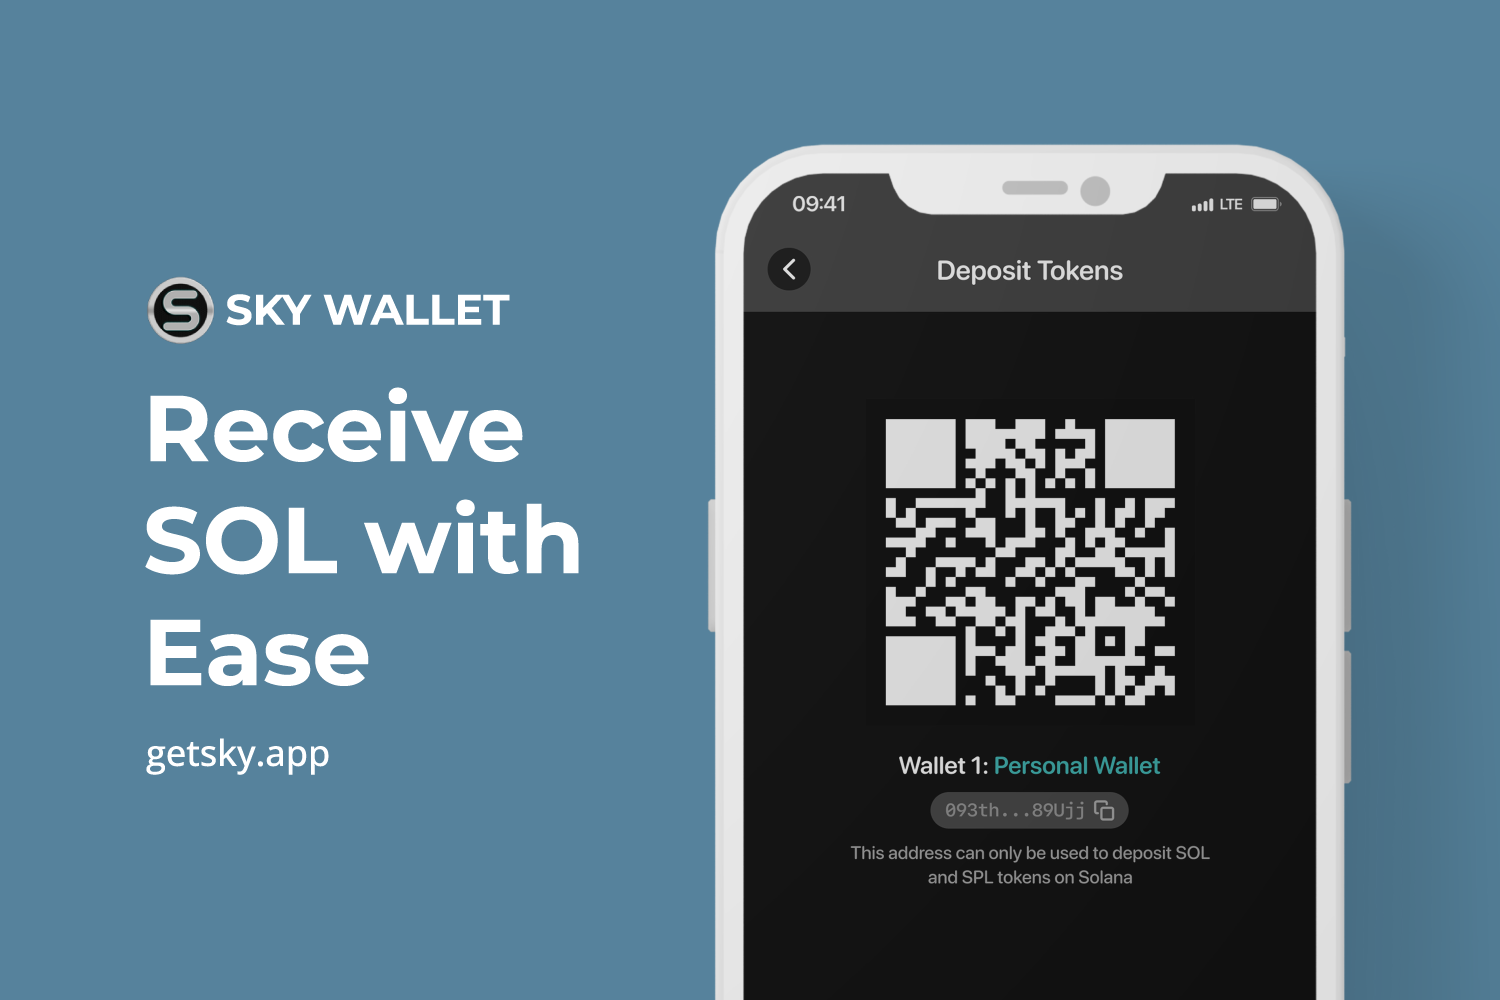 SKY WALLET
Receive
SOL with
Ease
getsky.app
09:41
LTE
Deposit Tokens
Wallet 1: Personal Wallet
093th...89Ujj
This address can only be used to deposit SOL
and SPL tokens on Solana